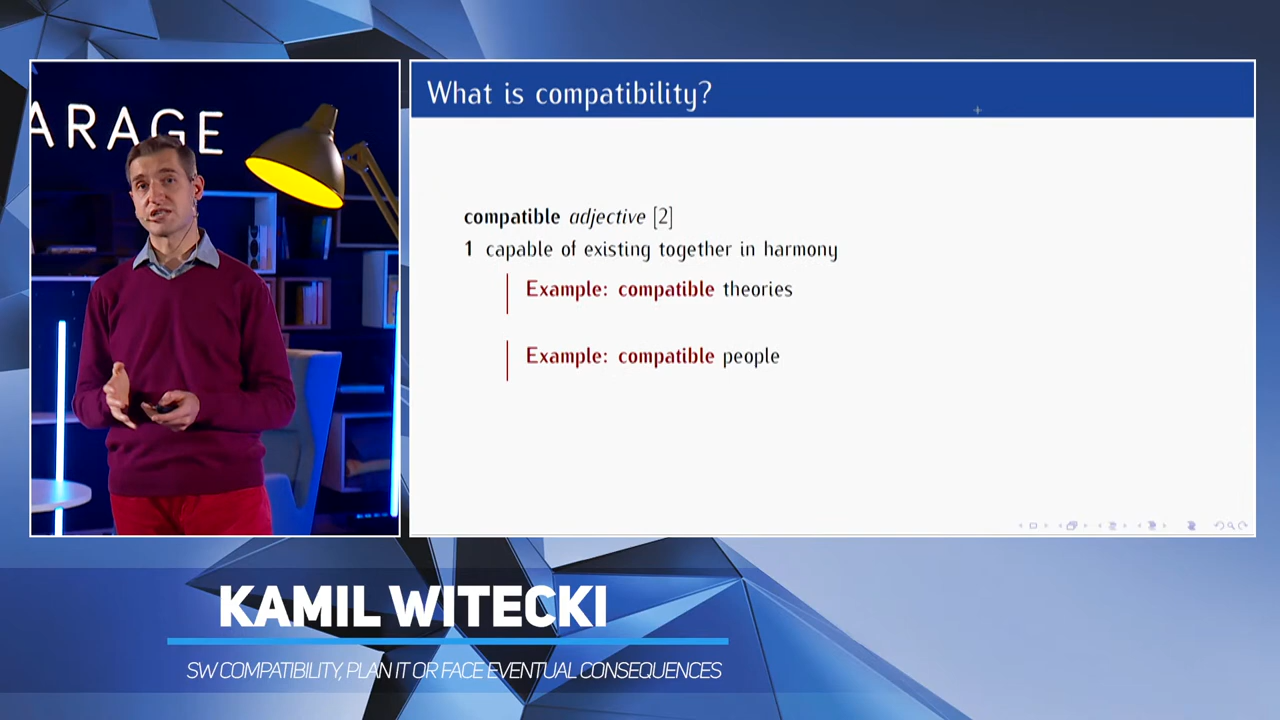 ARAGE
What is compatibility?
compatible adjective [2]
1 capable of existing together in harmony
Example: compatible theories
Example: compatible people
KAMIL WITECKI
SW COMPATIBILITY, PLAN IT OR FACE EVENTUAL CONSEQUENCES